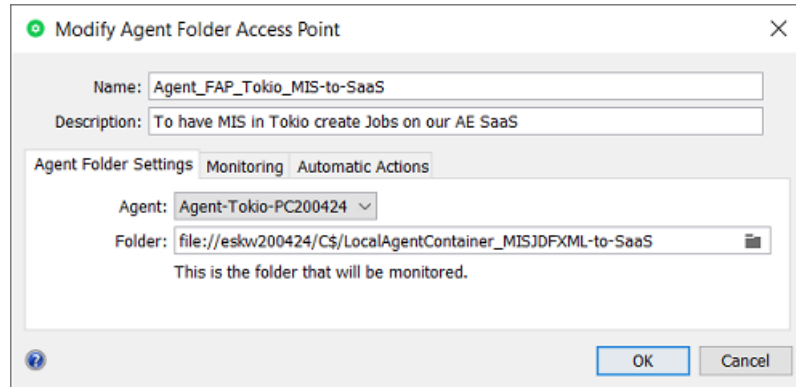 Modify Agent Folder Access Point
Name: Agent_FAP_Tokio_MIS-to-SaaS
Description: To have MIS in Tokio create Jobs on our AE SaaS
Agent Folder Settings Monitoring Automatic Actions
Agent: Agent-Tokio-PC200424
Folder: file://eskw200424/C$/LocalAgentContainer_MISJDFXML-to-SaaS
This is the folder that will be monitored.
? OK Cancel